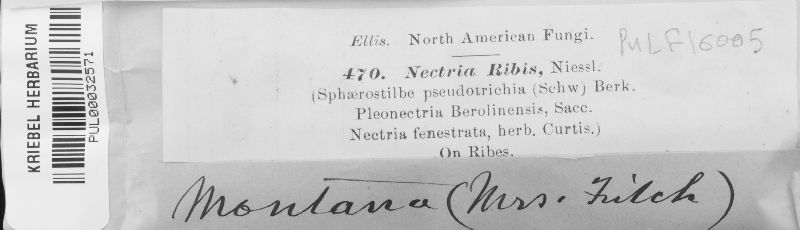 KRIEBEL HERBARIUM
PUL00032571
Ellis. North American Fungi.
PULF16005
470. Nectria Ribis, Niessl.
(Sphærostilbe pseudotrichia (Schw) Berk.
Pleonectria Berolinensis, Sacc.
Nectria fenestrata, herb. Curtis.)
On Ribes.
Montana (Mrs. Fitch)